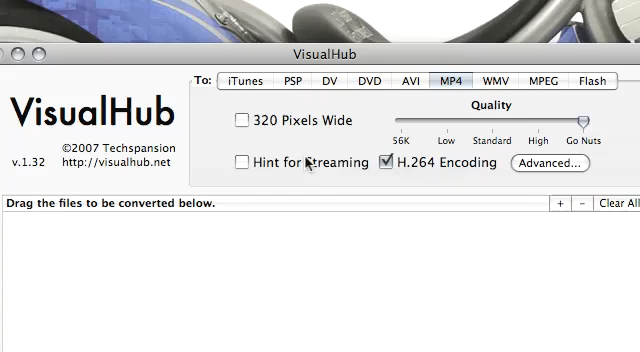 VisualHub
To: iTunes PSP DV DVD AVI MP4 WMV MPEG Flash
Quality
320 Pixels Wide
56K Low Standard High Go Nuts
VisualHub
©2007 Techspansion
v.1.32 http://visualhub.net
Hint for Streaming H.264 Encoding Advanced...
Drag the files to be converted below. + - Clear All